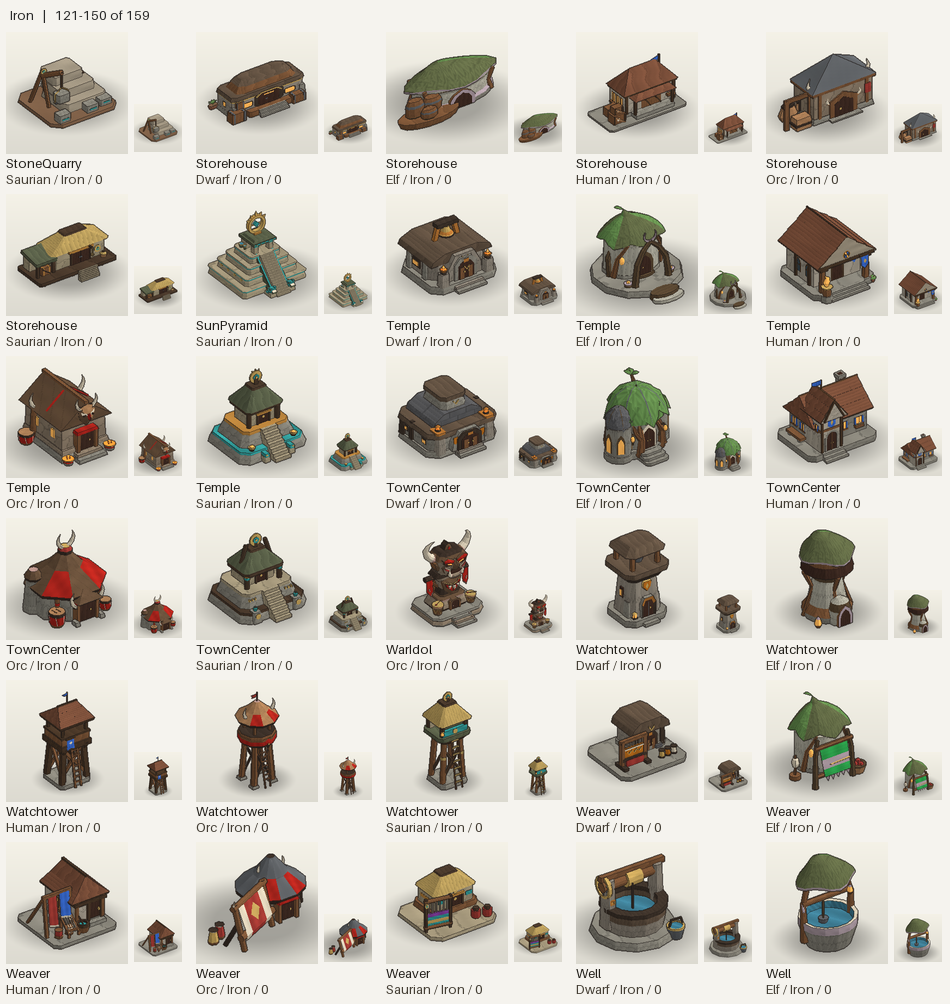 Iron | 121-150 of 159
StoneQuarry
Saurian / Iron / 0
Storehouse
Dwarf / Iron / 0
Storehouse
Elf / Iron / 0
Storehouse
Human / Iron / 0
Storehouse
Orc / Iron / 0
Storehouse
Saurian / Iron / 0
SunPyramid
Saurian / Iron / 0
Temple
Dwarf / Iron / 0
Temple
Elf / Iron / 0
Temple
Human / Iron / 0
Temple
Orc / Iron / 0
Temple
Saurian / Iron / 0
TownCenter
Dwarf / Iron / 0
TownCenter
Elf / Iron / 0
TownCenter
Human / Iron / 0
TownCenter
Orc / Iron / 0
TownCenter
Saurian / Iron / 0
WarIdol
Orc / Iron / 0
Watchtower
Dwarf / Iron / 0
Watchtower
Elf / Iron / 0
Watchtower
Human / Iron / 0
Watchtower
Orc / Iron / 0
Watchtower
Saurian / Iron / 0
Weaver
Dwarf / Iron / 0
Weaver
Elf / Iron / 0
Weaver
Human / Iron / 0
Weaver
Orc / Iron / 0
Weaver
Saurian / Iron / 0
Well
Dwarf / Iron / 0
Well
Elf / Iron / 0